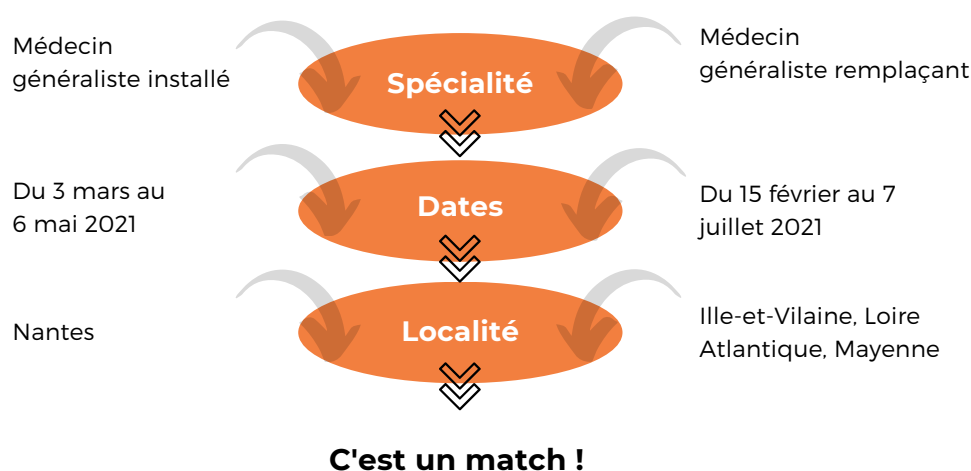 Médecin
généraliste installé
Spécialité
Médecin
généraliste remplaçant
Du 3 mars au
6 mai 2021
Dates
Du 15 février au 7
juillet 2021
Nantes
Localité
Ille-et-Vilaine, Loire
Atlantique, Mayenne
C'est un match !